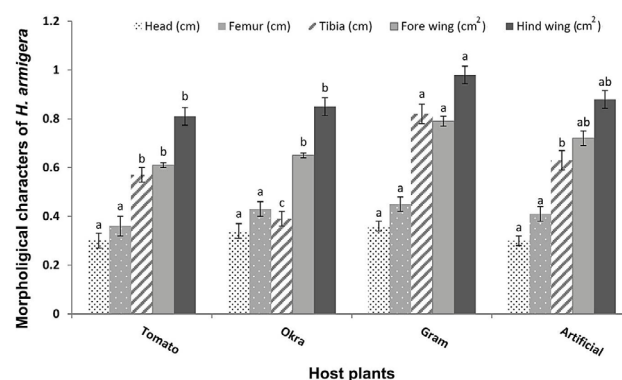 1.2
Head (cm) Femur (cm) Tibia (cm) Fore wing (cm²) Hind wing (cm²)
1
0.8
0.6
0.4
0.2
0
Morpholigical characters of H. armigera
a a b b b
a a c b b
a a a a a
a a b ab ab
Tomato Okra Gram Artificial
Host plants